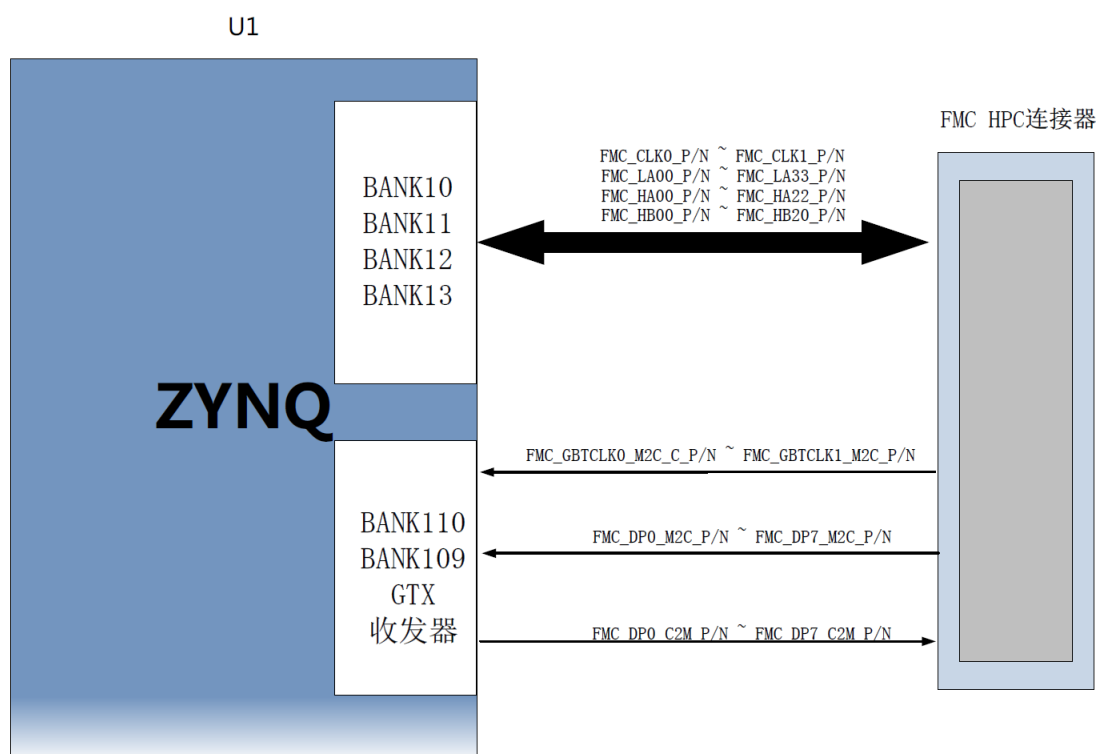 U1
FMC HPC连接器
FMC_CLK0_P/N ~ FMC_CLK1_P/N
FMC_LA00_P/N ~ FMC_LA33_P/N
FMC_HA00_P/N ~ FMC_HA22_P/N
FMC_HB00_P/N ~ FMC_HB20_P/N
BANK10
BANK11
BANK12
BANK13
ZYNQ
FMC_GBTCLK0_M2C_C_P/N ~ FMC_GBTCLK1_M2C_P/N
BANK110
BANK109
GTX
收发器
FMC_DP0_M2C_P/N ~ FMC_DP7_M2C_P/N
FMC_DP0_C2M_P/N ~ FMC_DP7_C2M_P/N